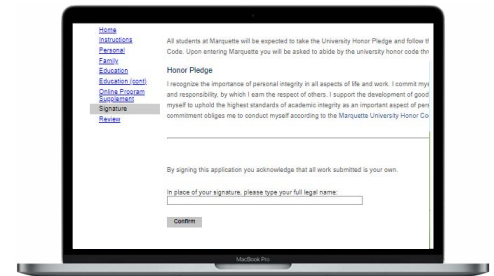 Home
Instructions
Personal
Family
Education
Education (cont)
Online Program
Supplement
Signature
Review
All students at Marquette will be expected to take the University Honor Pledge and follow th
Code. Upon entering Marquette you will be asked to abide by the university honor code thr
Honor Pledge
I recognize the importance of personal integrity in all aspects of life and work. I commit mys
and responsibility, by which I earn the respect of others. I support the development of good
myself to uphold the highest standards of academic integrity as an important aspect of pers
commitment obliges me to conduct myself according to the Marquette University Honor Co
By signing this application you acknowledge that all work submitted is your own.
In place of your signature, please type your full legal name:
Confirm
MacBook Pro